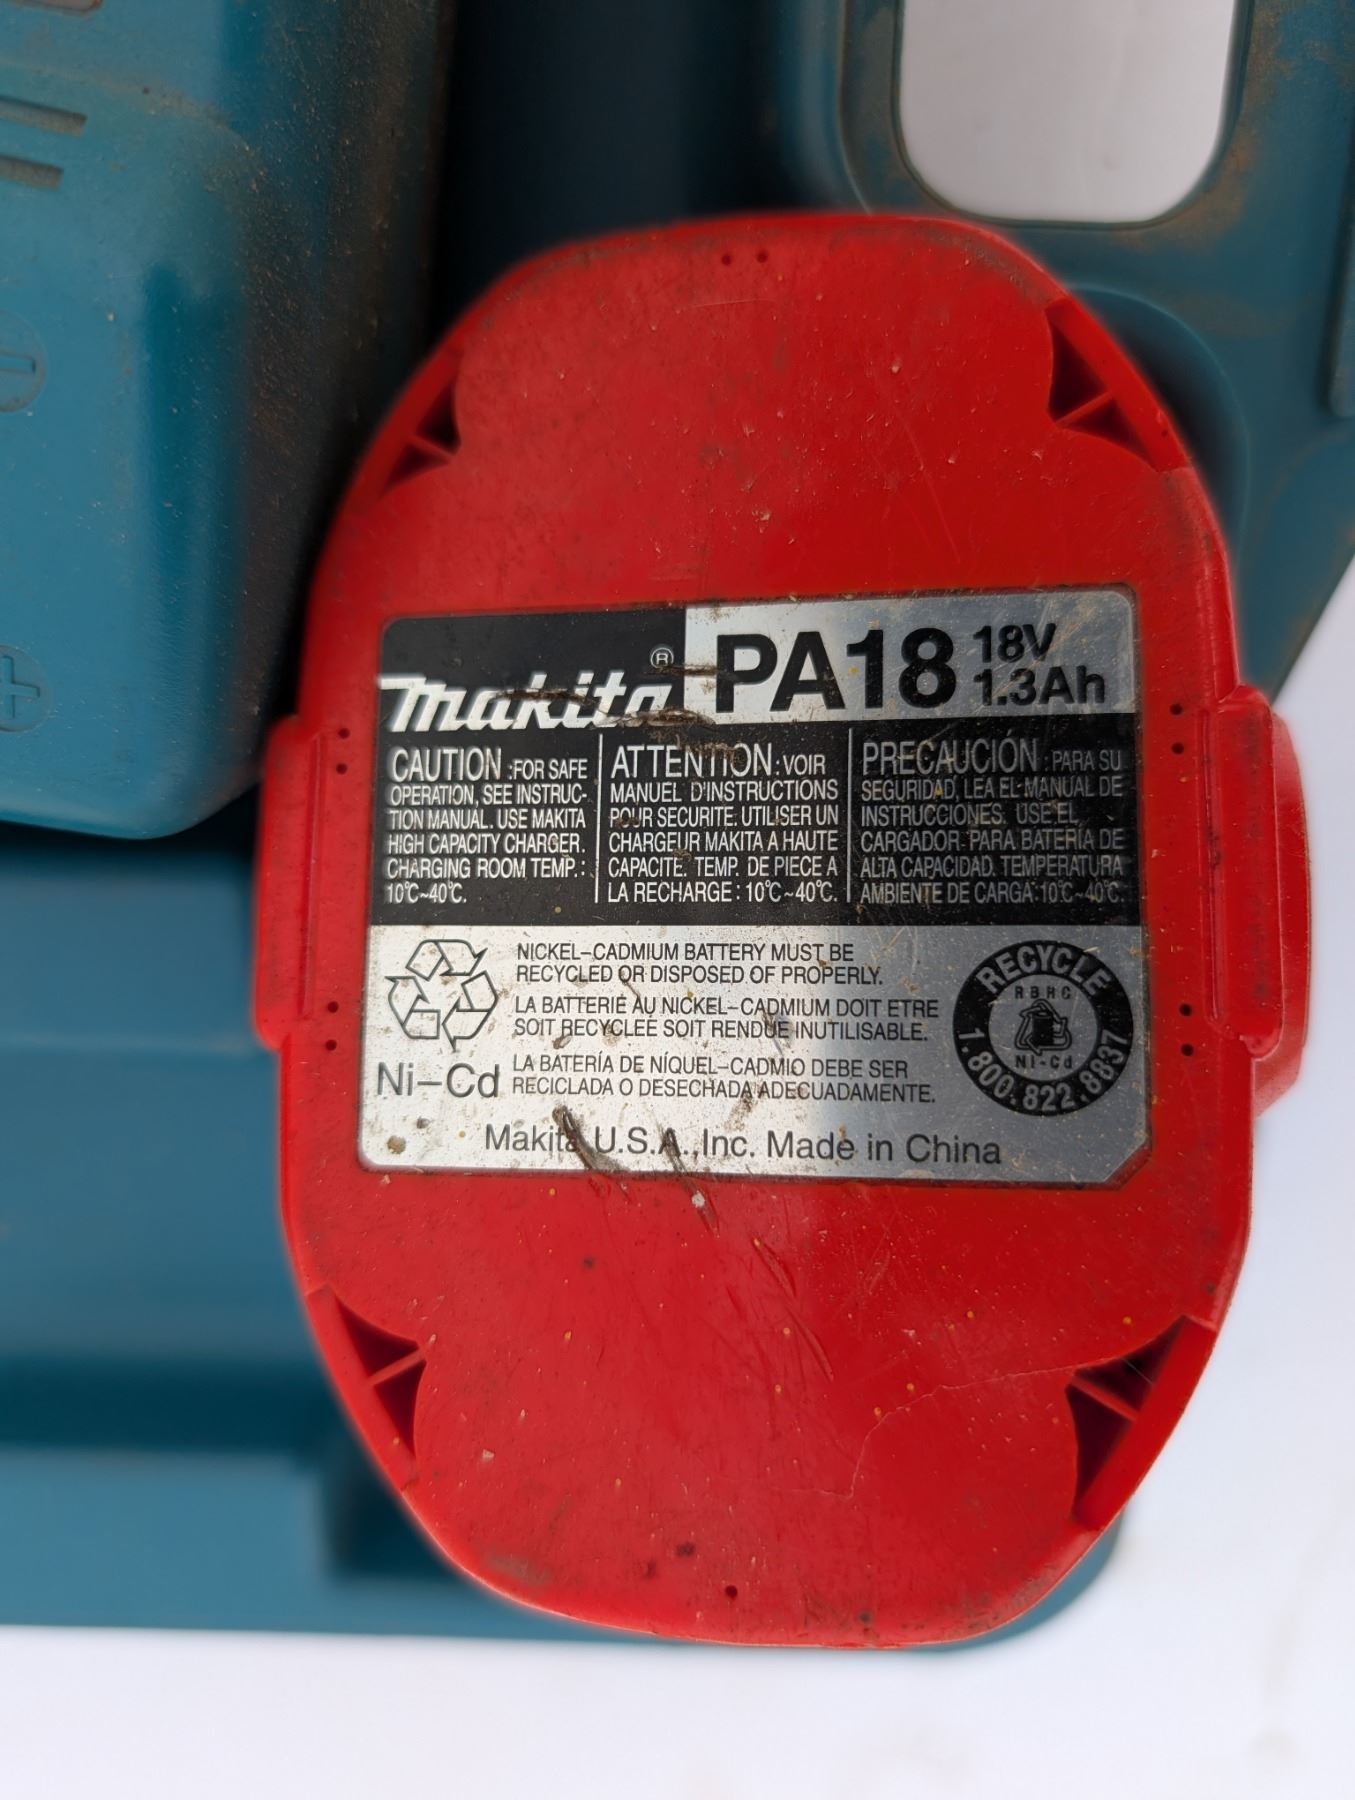 makita® PA18 18V
1.3Ah
CAUTION :FOR SAFE
OPERATION, SEE INSTRUC-
TION MANUAL. USE MAKITA
HIGH CAPACITY CHARGER.
CHARGING ROOM TEMP.:
10℃~40℃.
ATTENTION :VOIR
MANUEL D'INSTRUCTIONS
POUR SECURITE. UTILISER UN
CHARGEUR MAKITA A HAUTE
CAPACITE. TEMP. DE PIECE A
LA RECHARGE : 10℃~40℃.
PRECAUCIÓN :PARA SU
SEGURIDAD, LEA EL MANUAL DE
INSTRUCCIONES. USE EL
CARGADOR PARA BATERÍA DE
ALTA CAPACIDAD. TEMPERATURA
AMBIENTE DE CARGA:10℃~40℃.
NICKEL-CADMIUM BATTERY MUST BE
RECYCLED OR DISPOSED OF PROPERLY.
LA BATTERIE AU NICKEL-CADMIUM DOIT ETRE
SOIT RECYCLEE SOIT RENDUE INUTILISABLE.
LA BATERÍA DE NÍQUEL-CADMIO DEBE SER
RECICLADA O DESECHADA ADECUADAMENTE.
Ni-Cd
RECYCLE
RBRC
Ni-Cd
1.800.822.8837
Makita U.S.A.,Inc. Made in China